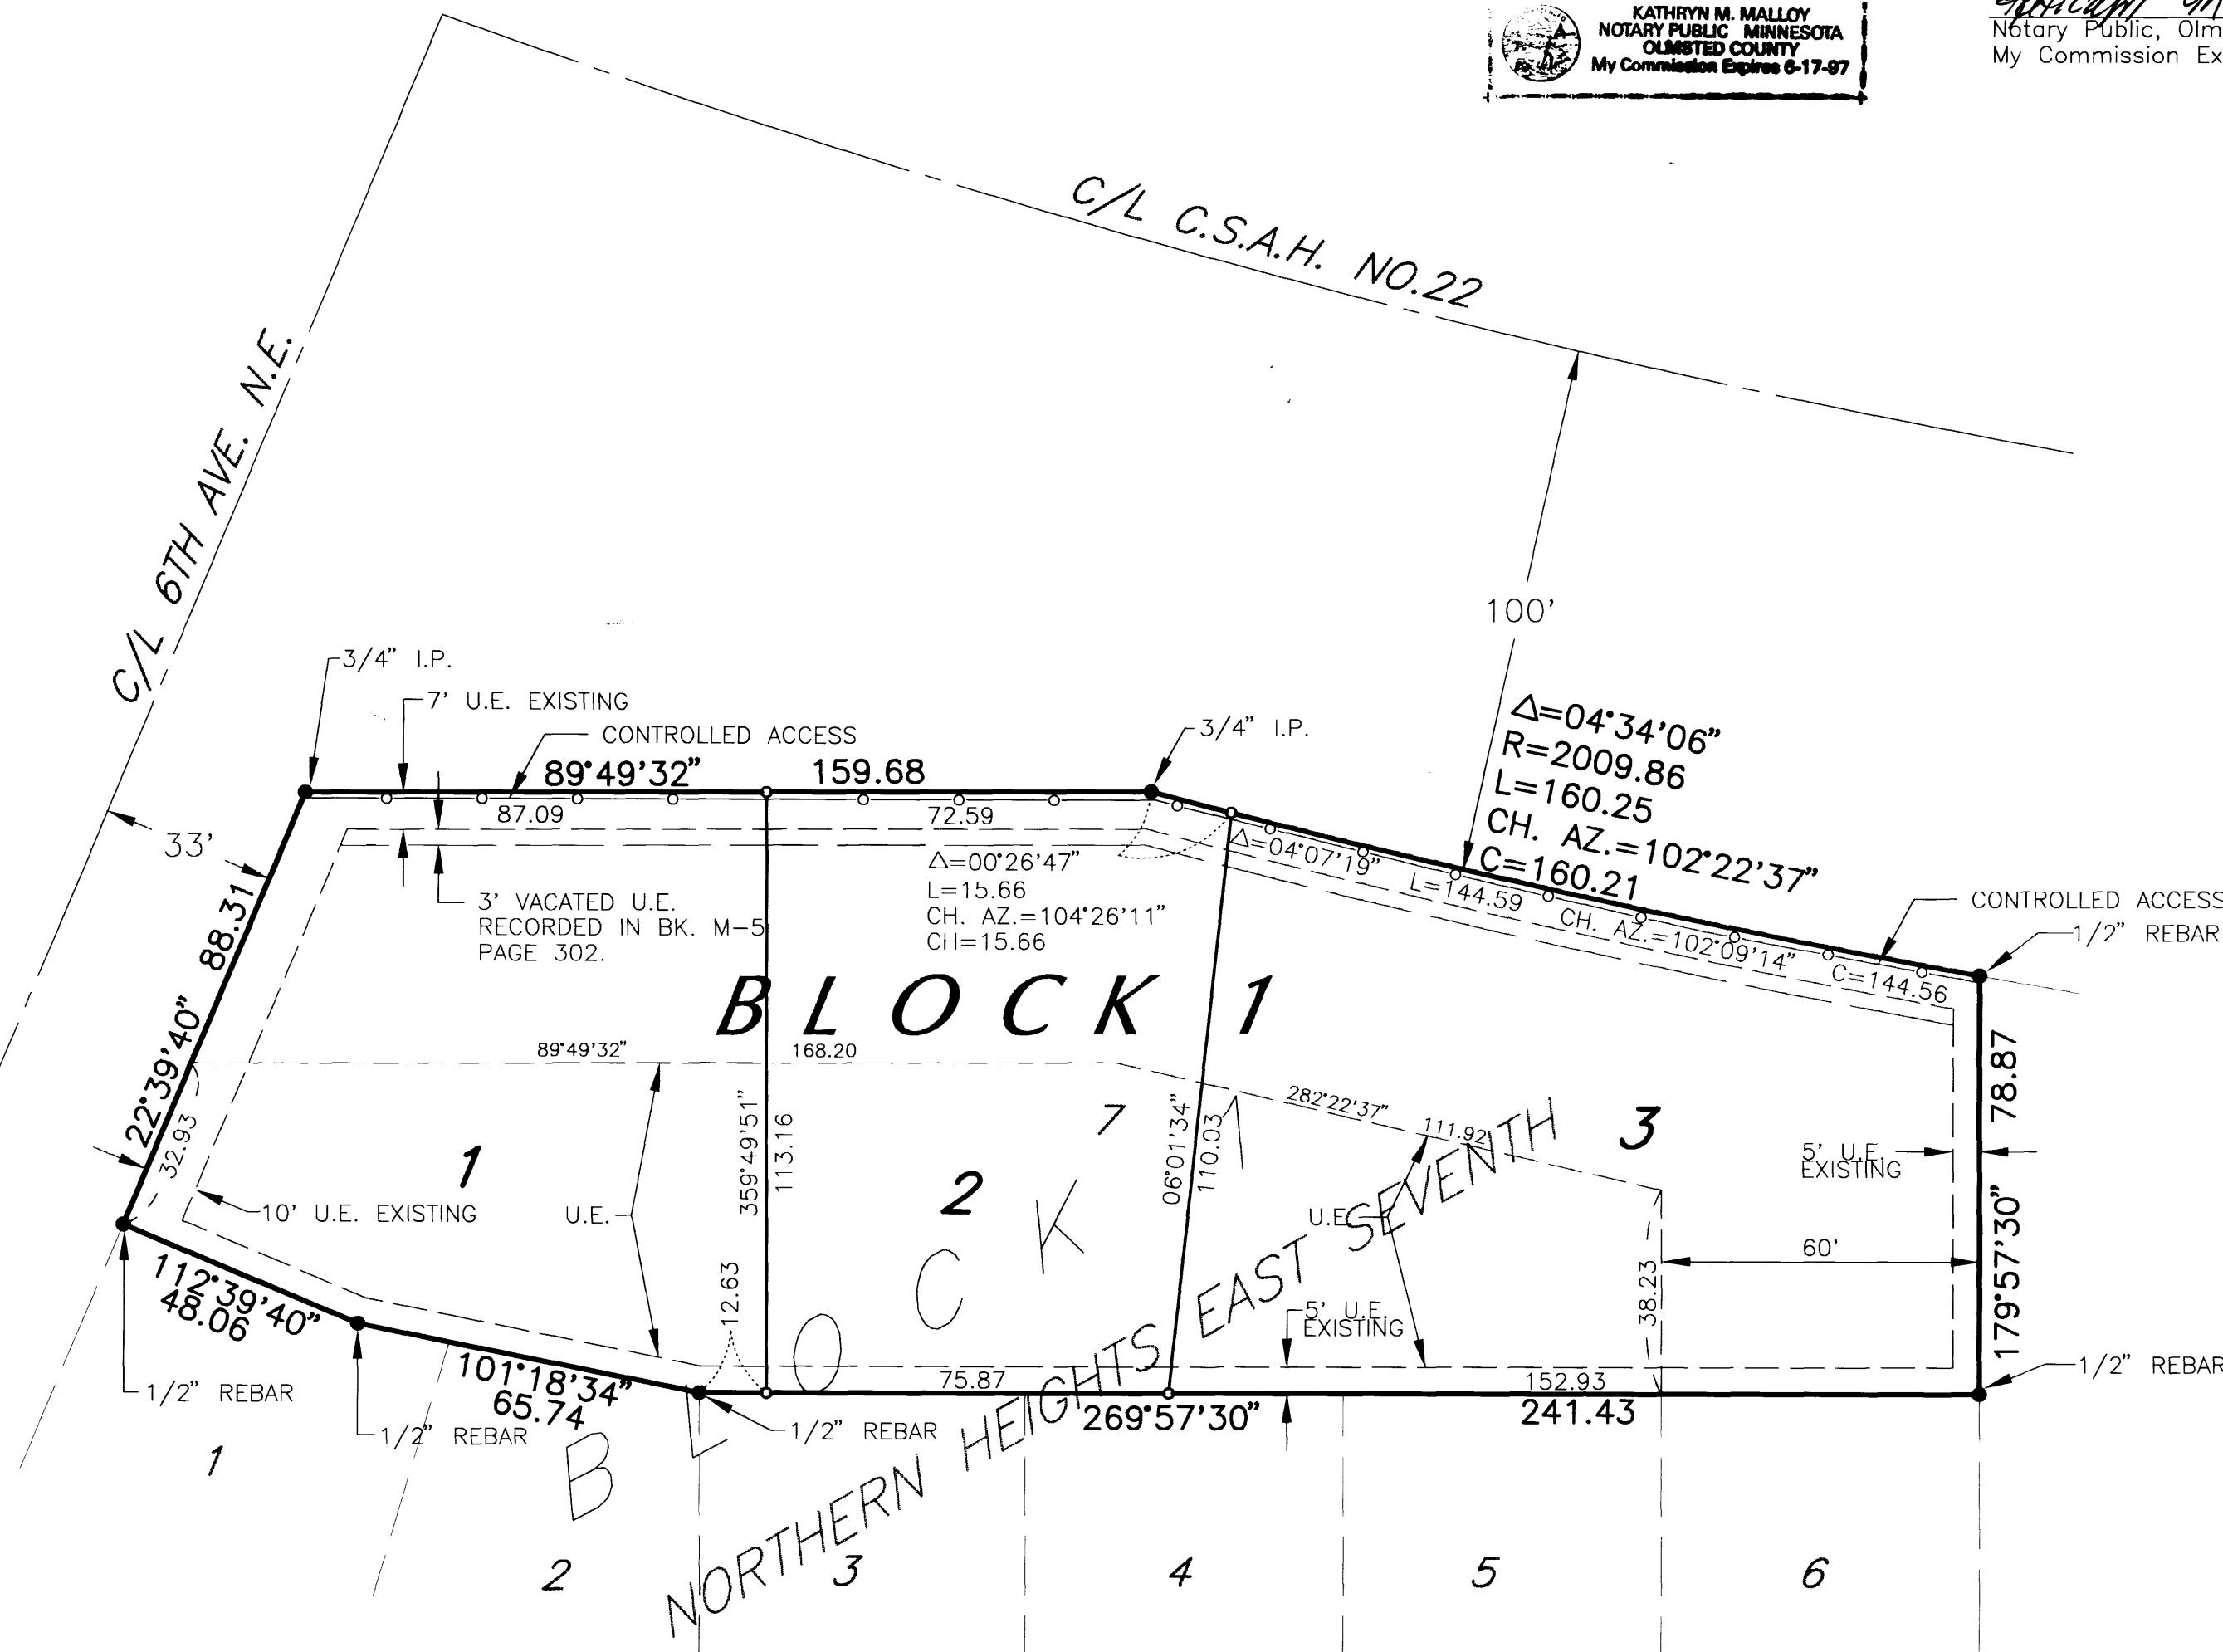 KATHRYN M. MALLOY
NOTARY PUBLIC MINNESOTA
OLMSTED COUNTY
My Commission Expires 6-17-97
Notary Public, Olm
My Commission Ex
C/L C.S.A.H. NO.22
C/L 6TH AVE. N.E.
100'
3/4" I.P.
7' U.E. EXISTING
CONTROLLED ACCESS
3/4" I.P.
89°49'32" 159.68
87.09
72.59
33'
Δ=04°34'06"
R=2009.86
L=160.25
CH. AZ.=102°22'37"
C=160.21
Δ=04°07'19" L=144.59 CH. AZ.=102°09'14" C=144.56
3' VACATED U.E.
RECORDED IN BK. M-5
PAGE 302.
Δ=00°26'47"
L=15.66
CH. AZ.=104°26'11"
CH=15.66
CONTROLLED ACCESS
1/2" REBAR
22°39'40" 88.31
BLOCK 1
89°49'32" 168.20
32.93
359°49'51"
113.16
7
06°01'34"
110.03
282°22'37" 111.92
3
1
2
10' U.E. EXISTING
U.E.
U.E.
5' U.E.
EXISTING
179°57'30" 78.87
60'
38.23
12.63
5' U.E.
EXISTING
112°39'40"
48.06
1/2" REBAR
101°18'34"
65.74
1/2" REBAR
1/2" REBAR
75.87
269°57'30"
152.93
241.43
1/2" REBAR
BLOCK 1
NORTHERN HEIGHTS EAST SEVENTH
1
2
3
4
5
6